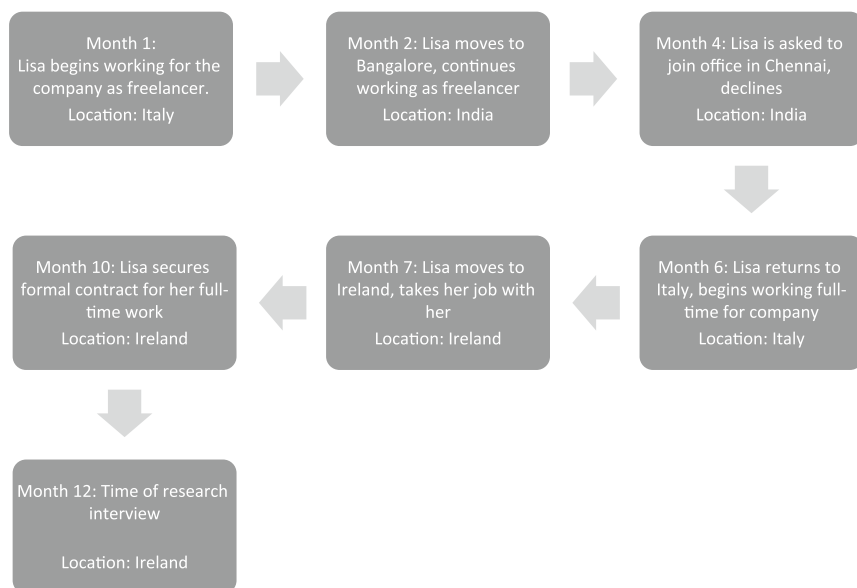 Month 1:
Lisa begins working for the
company as freelancer.
Location: Italy
Month 2: Lisa moves to
Bangalore, continues
working as freelancer
Location: India
Month 4: Lisa is asked to
join office in Chennai,
declines
Location: India
Month 6: Lisa returns to
Italy, begins working full-
time for company
Location: Italy
Month 7: Lisa moves to
Ireland, takes her job with
her
Location: Ireland
Month 10: Lisa secures
formal contract for her full-
time work
Location: Ireland
Month 12: Time of research
interview
Location: Ireland